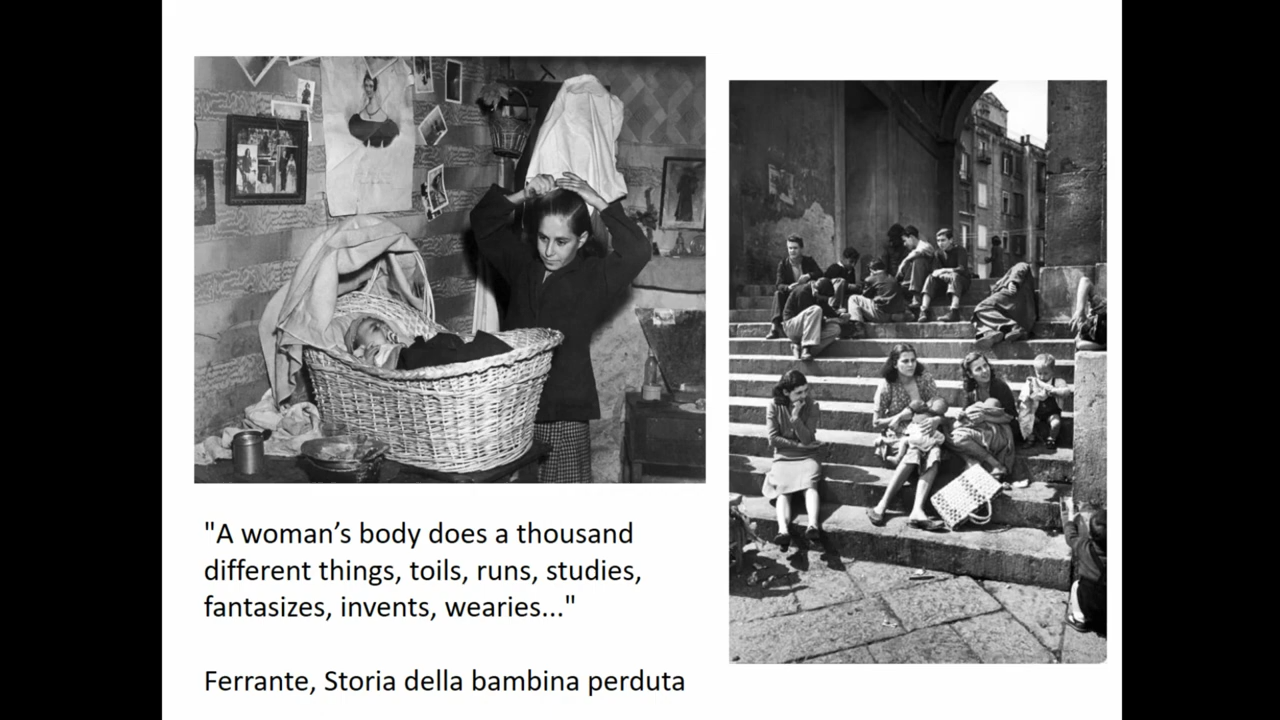 "A woman’s body does a thousand
different things, toils, runs, studies,
fantasizes, invents, wearies..."
Ferrante, Storia della bambina perduta